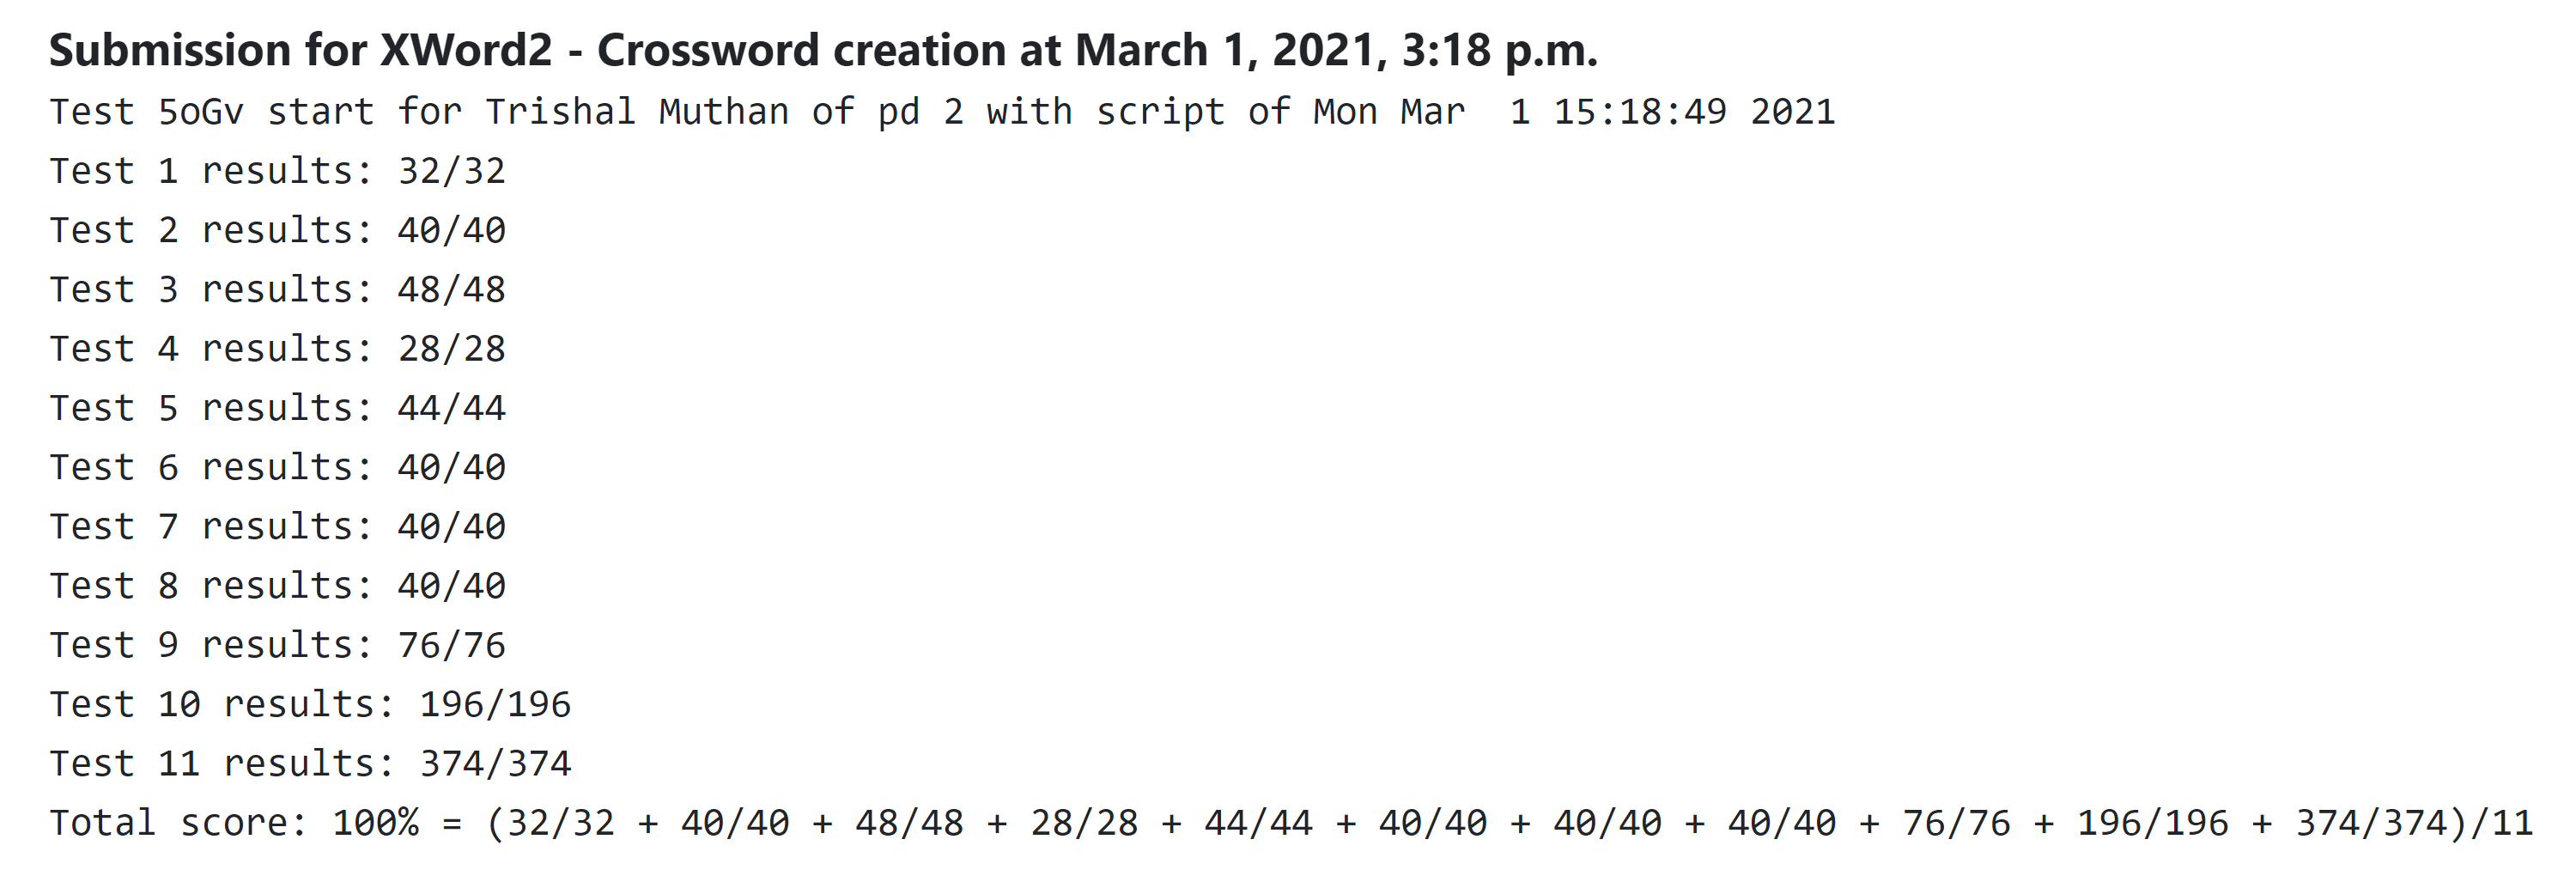 Submission for XWord2 - Crossword creation at March 1, 2021, 3:18 p.m.
Test 5oGv start for Trishal Muthan of pd 2 with script of Mon Mar  1 15:18:49 2021
Test 1 results: 32/32
Test 2 results: 40/40
Test 3 results: 48/48
Test 4 results: 28/28
Test 5 results: 44/44
Test 6 results: 40/40
Test 7 results: 40/40
Test 8 results: 40/40
Test 9 results: 76/76
Test 10 results: 196/196
Test 11 results: 374/374
Total score: 100% = (32/32 + 40/40 + 48/48 + 28/28 + 44/44 + 40/40 + 40/40 + 40/40 + 76/76 + 196/196 + 374/374)/11